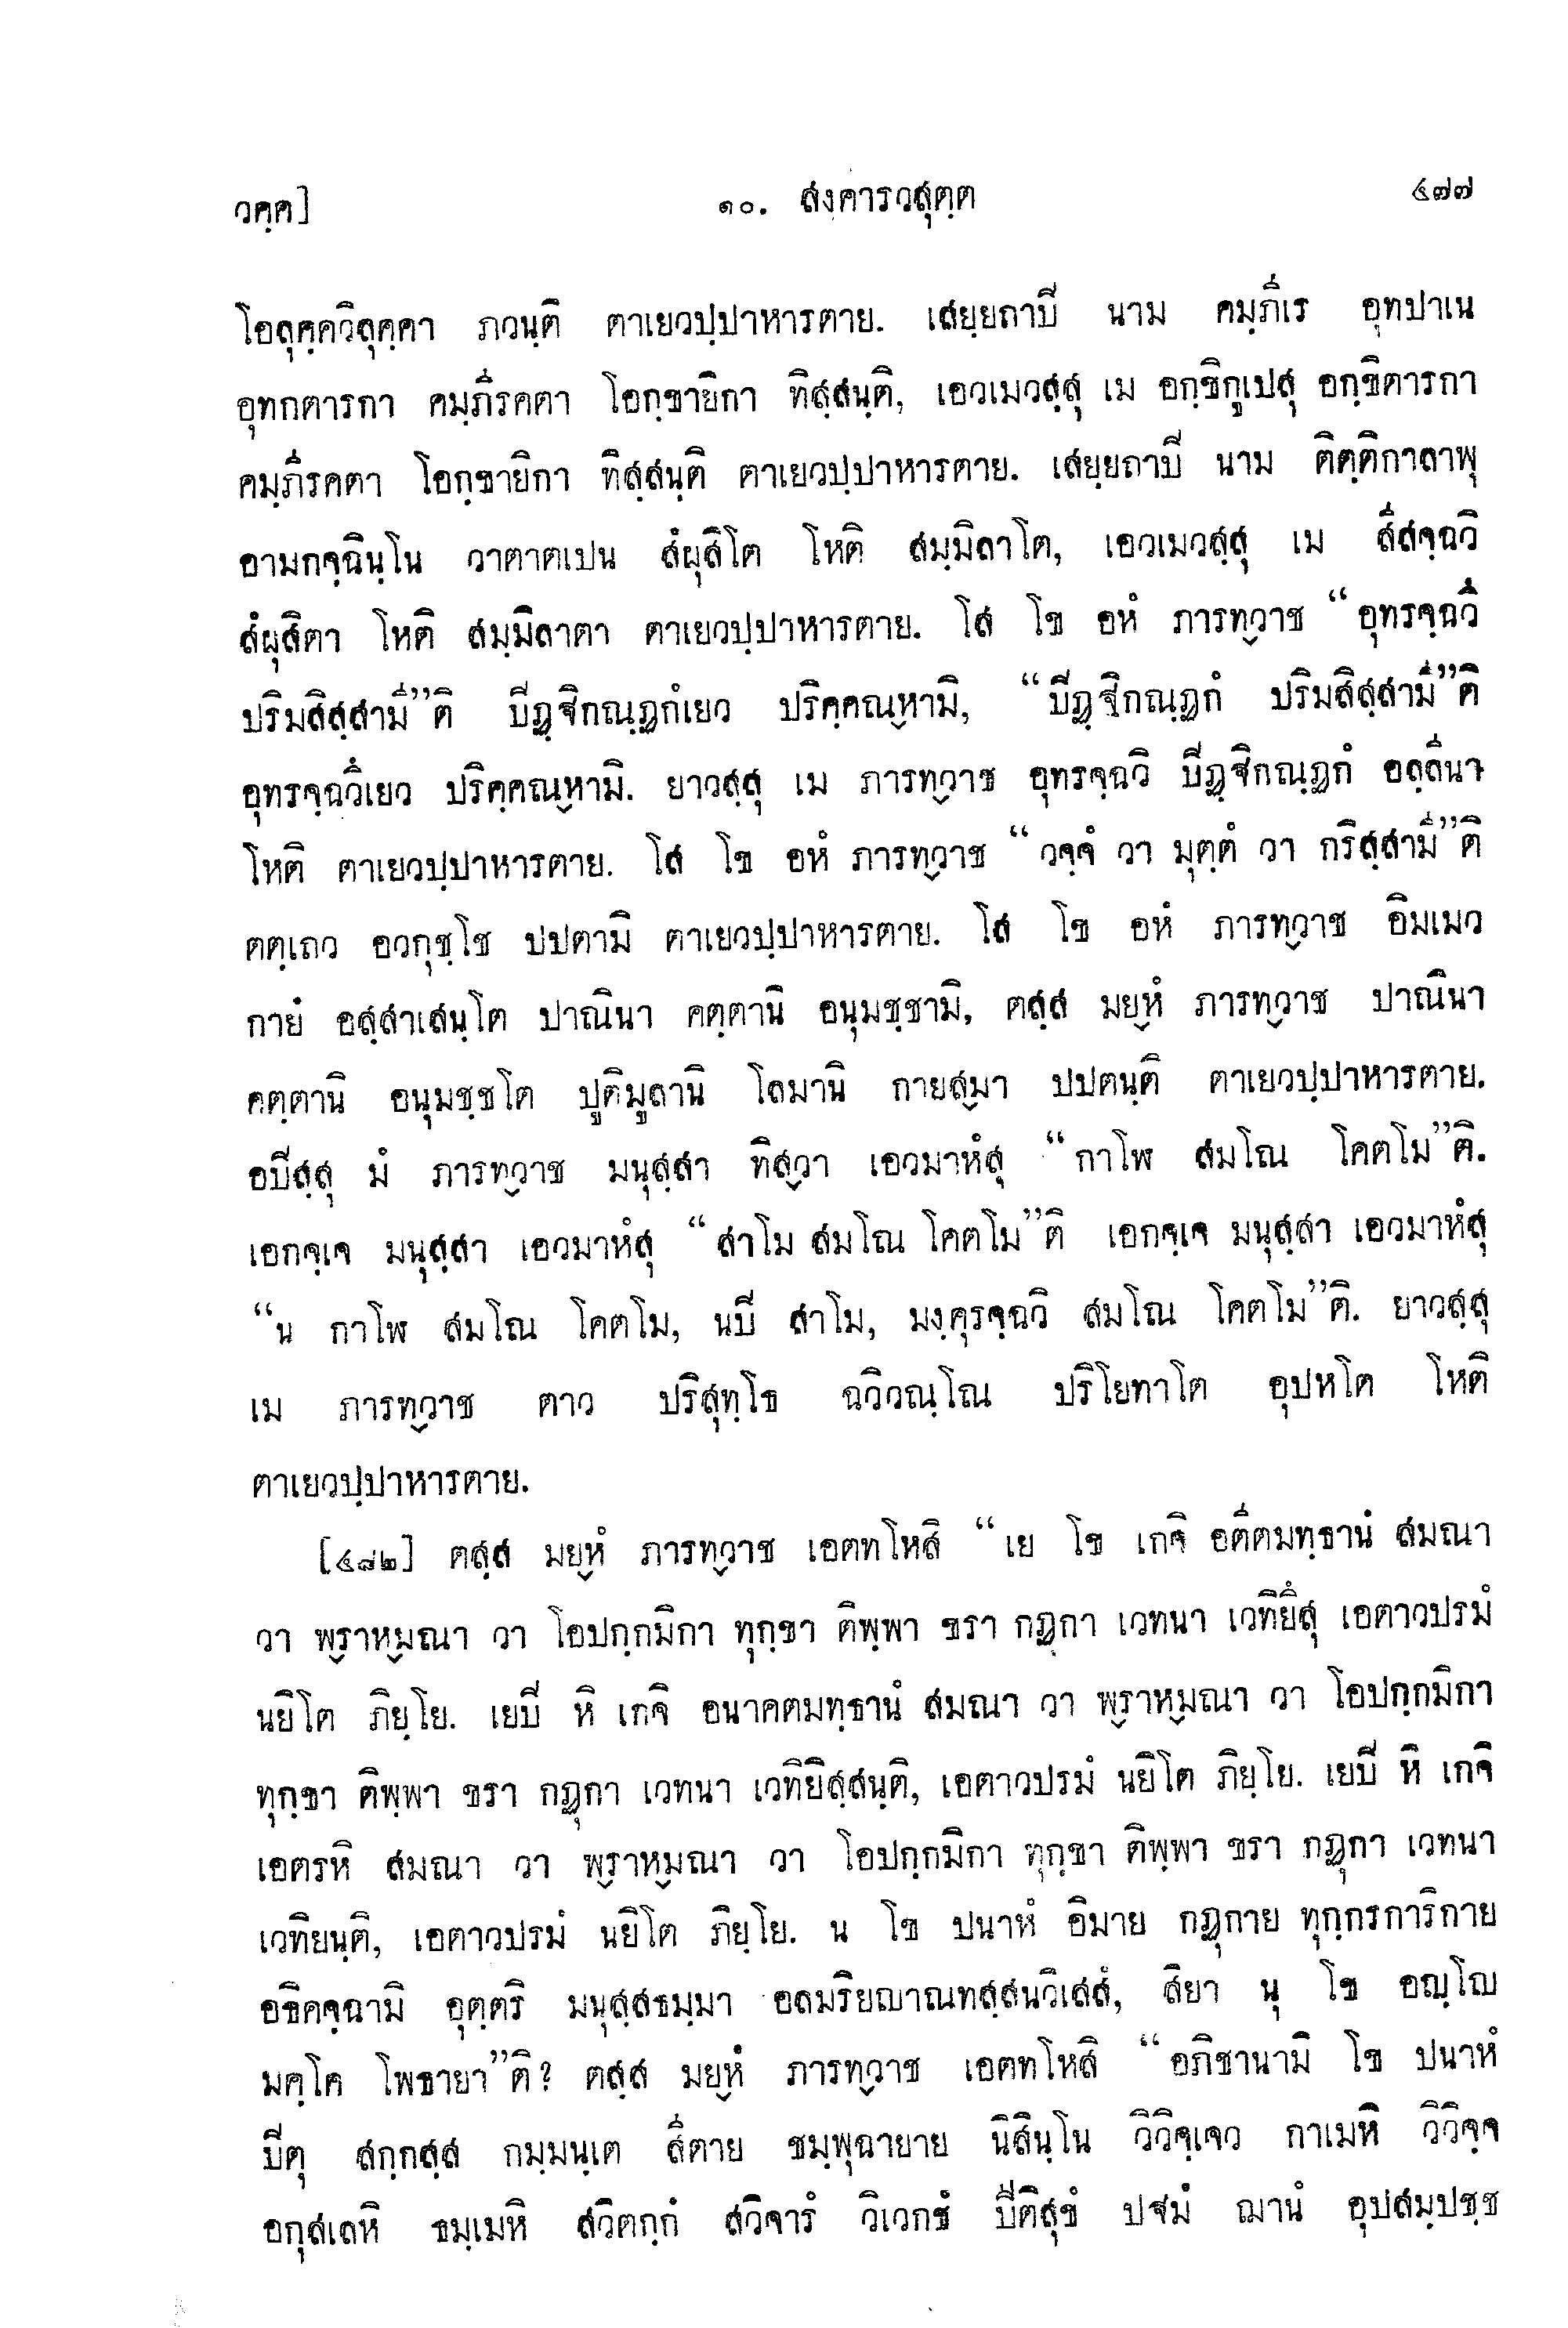 วคฺค]
๑๐. สงฺคารวสุตฺต
๔๗๗
โอลุคฺควิลุคฺคา ภวนฺติ ตาเยวปฺปาหารตาย. เสยฺยถาปี นาม คมฺภีเร อุทปาเน
อุทกตารกา คมฺภีรคตา โอกฺขายิกา ทิสฺสนฺติ, เอวเมวสฺสุ เม อกฺขิกูเปสุ อกฺขิตารกา
คมฺภีรคตา โอกฺขายิกา ทิสฺสนฺติ ตาเยวปฺปาหารตาย. เสยฺยถาปี นาม ติตฺติกาลาพุ
อามกจฺฉินฺโน วาตาตเปน สํผุสิโต โหติ สมฺมิลาโต, เอวเมวสฺสุ เม สีสจฺฉวิ
สํผุสิตา โหติ สมฺมิลาตา ตาเยวปฺปาหารตาย. โส โข อหํ ภารทฺวาช “อุทรจฺฉวึ
ปริมสิสฺสามี”ติ ปีฏฺฐิกณฺฏกํเยว ปริคฺคณฺหามิ, “ปีฏฺฐิกณฺฏกํ ปริมสิสฺสามี”ติ
อุทรจฺฉวึเยว ปริคฺคณฺหามิ. ยาวสฺสุ เม ภารทฺวาช อุทรจฺฉวิ ปีฏฺฐิกณฺฏกํ อลฺลีนา
โหติ ตาเยวปฺปาหารตาย. โส โข อหํ ภารทฺวาช “วจฺจํ วา มุตฺตํ วา กริสฺสามี”ติ
ตตฺเถว อวกุชฺโช ปปตามิ ตาเยวปฺปาหารตาย. โส โข อหํ ภารทฺวาช อิมเมว
กายํ อสฺสาเสนฺโต ปาณินา คตฺตานิ อนุมชฺชามิ, ตสฺส มยฺหํ ภารทฺวาช ปาณินา
คตฺตานิ อนุมชฺชโต ปูติมูลานิ โลมานิ กายสฺมา ปปตนฺติ ตาเยวปฺปาหารตาย.
อปีสฺสุ มํ ภารทฺวาช มนุสฺสา ทิสฺวา เอวมาหํสุ “กาโฬ สมโณ โคตโม”ติ.
เอกจฺเจ มนุสฺสา เอวมาหํสุ “สาโม สมโณ โคตโม”ติ เอกจฺเจ มนุสฺสา เอวมาหํสุ
“น กาโฬ สมโณ โคตโม, นปี สาโม, มงฺคุรจฺฉวิ สมโณ โคตโม”ติ. ยาวสฺสุ
เม ภารทฺวาช ตาว ปริสุทฺโธ ฉวิวณฺโณ ปริโยทาโต อุปหโต โหติ
ตาเยวปฺปาหารตาย.
[๔๘๒] ตสฺส มยฺหํ ภารทฺวาช เอตทโหสิ “เย โข เกจิ อตีตมทฺธานํ สมณา
วา พฺราหฺมณา วา โอปกฺกมิกา ทุกฺขา ติพฺพา ขรา กฏุกา เวทนา เวทิยึสุ เอตาวปรมํ
นยิโต ภิยฺโย. เยปี หิ เกจิ อนาคตมทฺธานํ สมณา วา พฺราหฺมณา วา โอปกฺกมิกา
ทุกฺขา ติพฺพา ขรา กฏุกา เวทนา เวทิยิสฺสนฺติ, เอตาวปรมํ นยิโต ภิยฺโย. เยปี หิ เกจิ
เอตรหิ สมณา วา พฺราหฺมณา วา โอปกฺกมิกา ทุกฺขา ติพฺพา ขรา กฏุกา เวทนา
เวทิยนฺติ, เอตาวปรมํ นยิโต ภิยฺโย. น โข ปนาหํ อิมาย กฏุกาย ทุกฺกรการิกาย
อธิคจฺฉามิ อุตฺตริ มนุสฺสธมฺมา อลมริยญาณทสฺสนวิเสสํ, สิยา นุ โข อญฺโญ
มคฺโค โพธายา”ติ? ตสฺส มยฺหํ ภารทฺวาช เอตทโหสิ “อภิชานามิ โข ปนาหํ
ปีตุ สกฺกสฺส กมฺมนฺเต สีตาย ชมฺพุฉายาย นิสินฺโน วิวิจฺเจว กาเมหิ วิวิจฺจ
อกุสเลหิ ธมฺเมหิ สวิตกฺกํ สวิจารํ วิเวกชํ ปีติสุขํ ปฐมํ ฌานํ อุปสมฺปชฺช